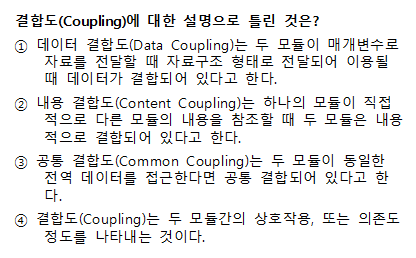 결합도(Coupling)에 대한 설명으로 틀린 것은?
① 데이터 결합도(Data Coupling)는 두 모듈이 매개변수로
자료를 전달할 때 자료구조 형태로 전달되어 이용될
때 데이터가 결합되어 있다고 한다.
② 내용 결합도(Content Coupling)는 하나의 모듈이 직접
적으로 다른 모듈의 내용을 참조할 때 두 모듈은 내용
적으로 결합되어 있다고 한다.
③ 공통 결합도(Common Coupling)는 두 모듈이 동일한
전역 데이터를 접근한다면 공통 결합되어 있다고 한
다.
④ 결합도(Coupling)는 두 모듈간의 상호작용, 또는 의존도
정도를 나타내는 것이다.